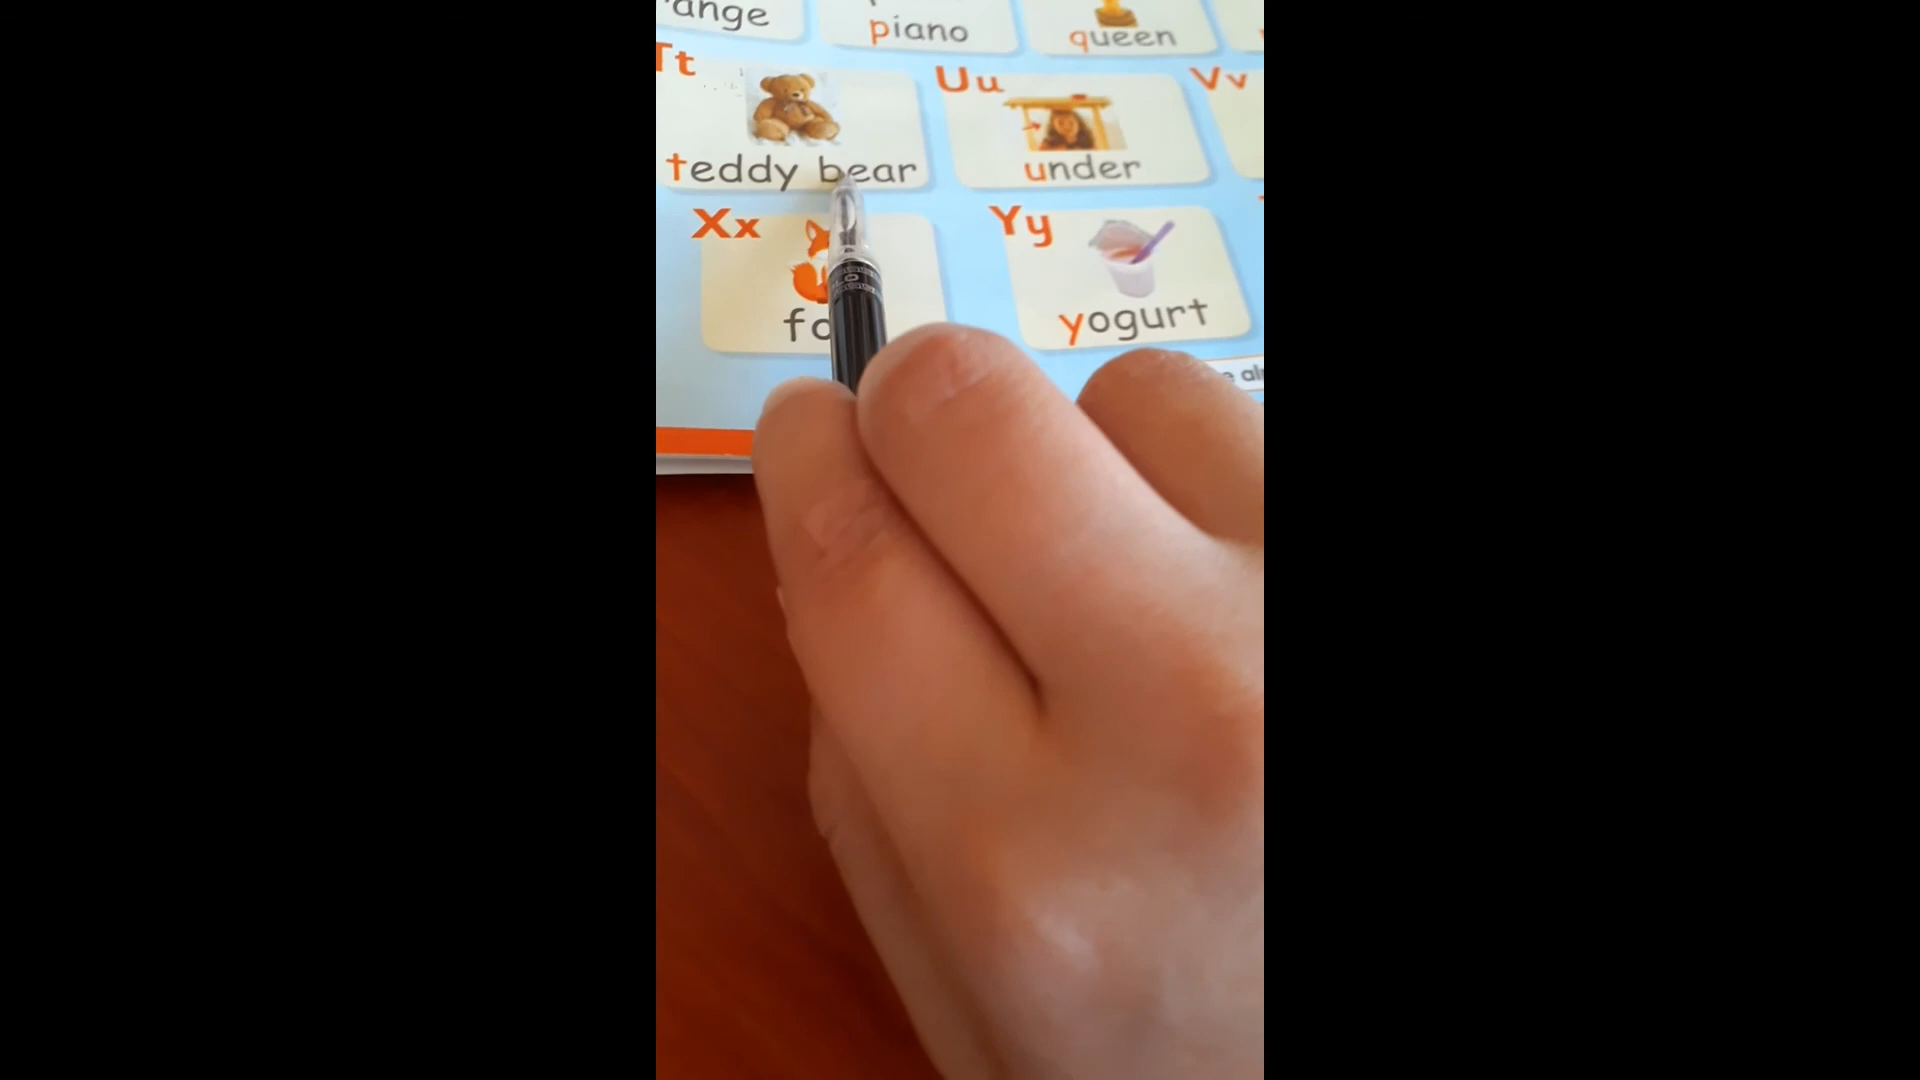 piano
queen
Tt
teddy bear
Uu
under
Vv
Xx
Yy
yogurt